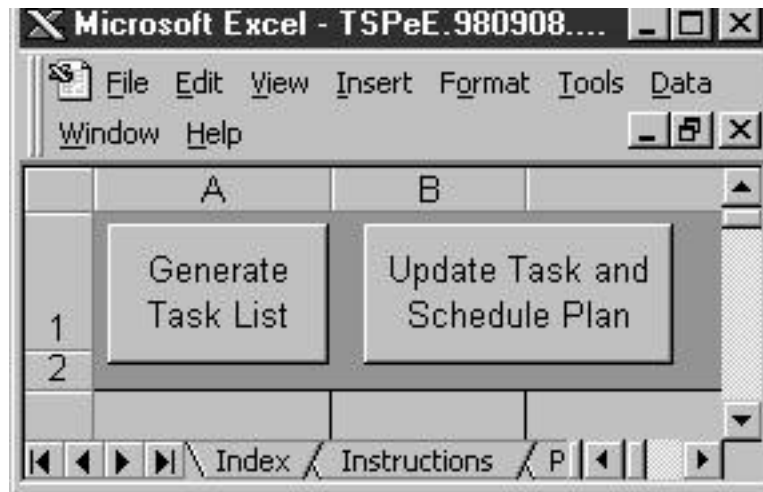 Microsoft Excel - TSPeE.980908....
File Edit View Insert Format Tools Data
Window Help
A B
Generate
Task List
Update Task and
Schedule Plan
1
2
Index Instructions P